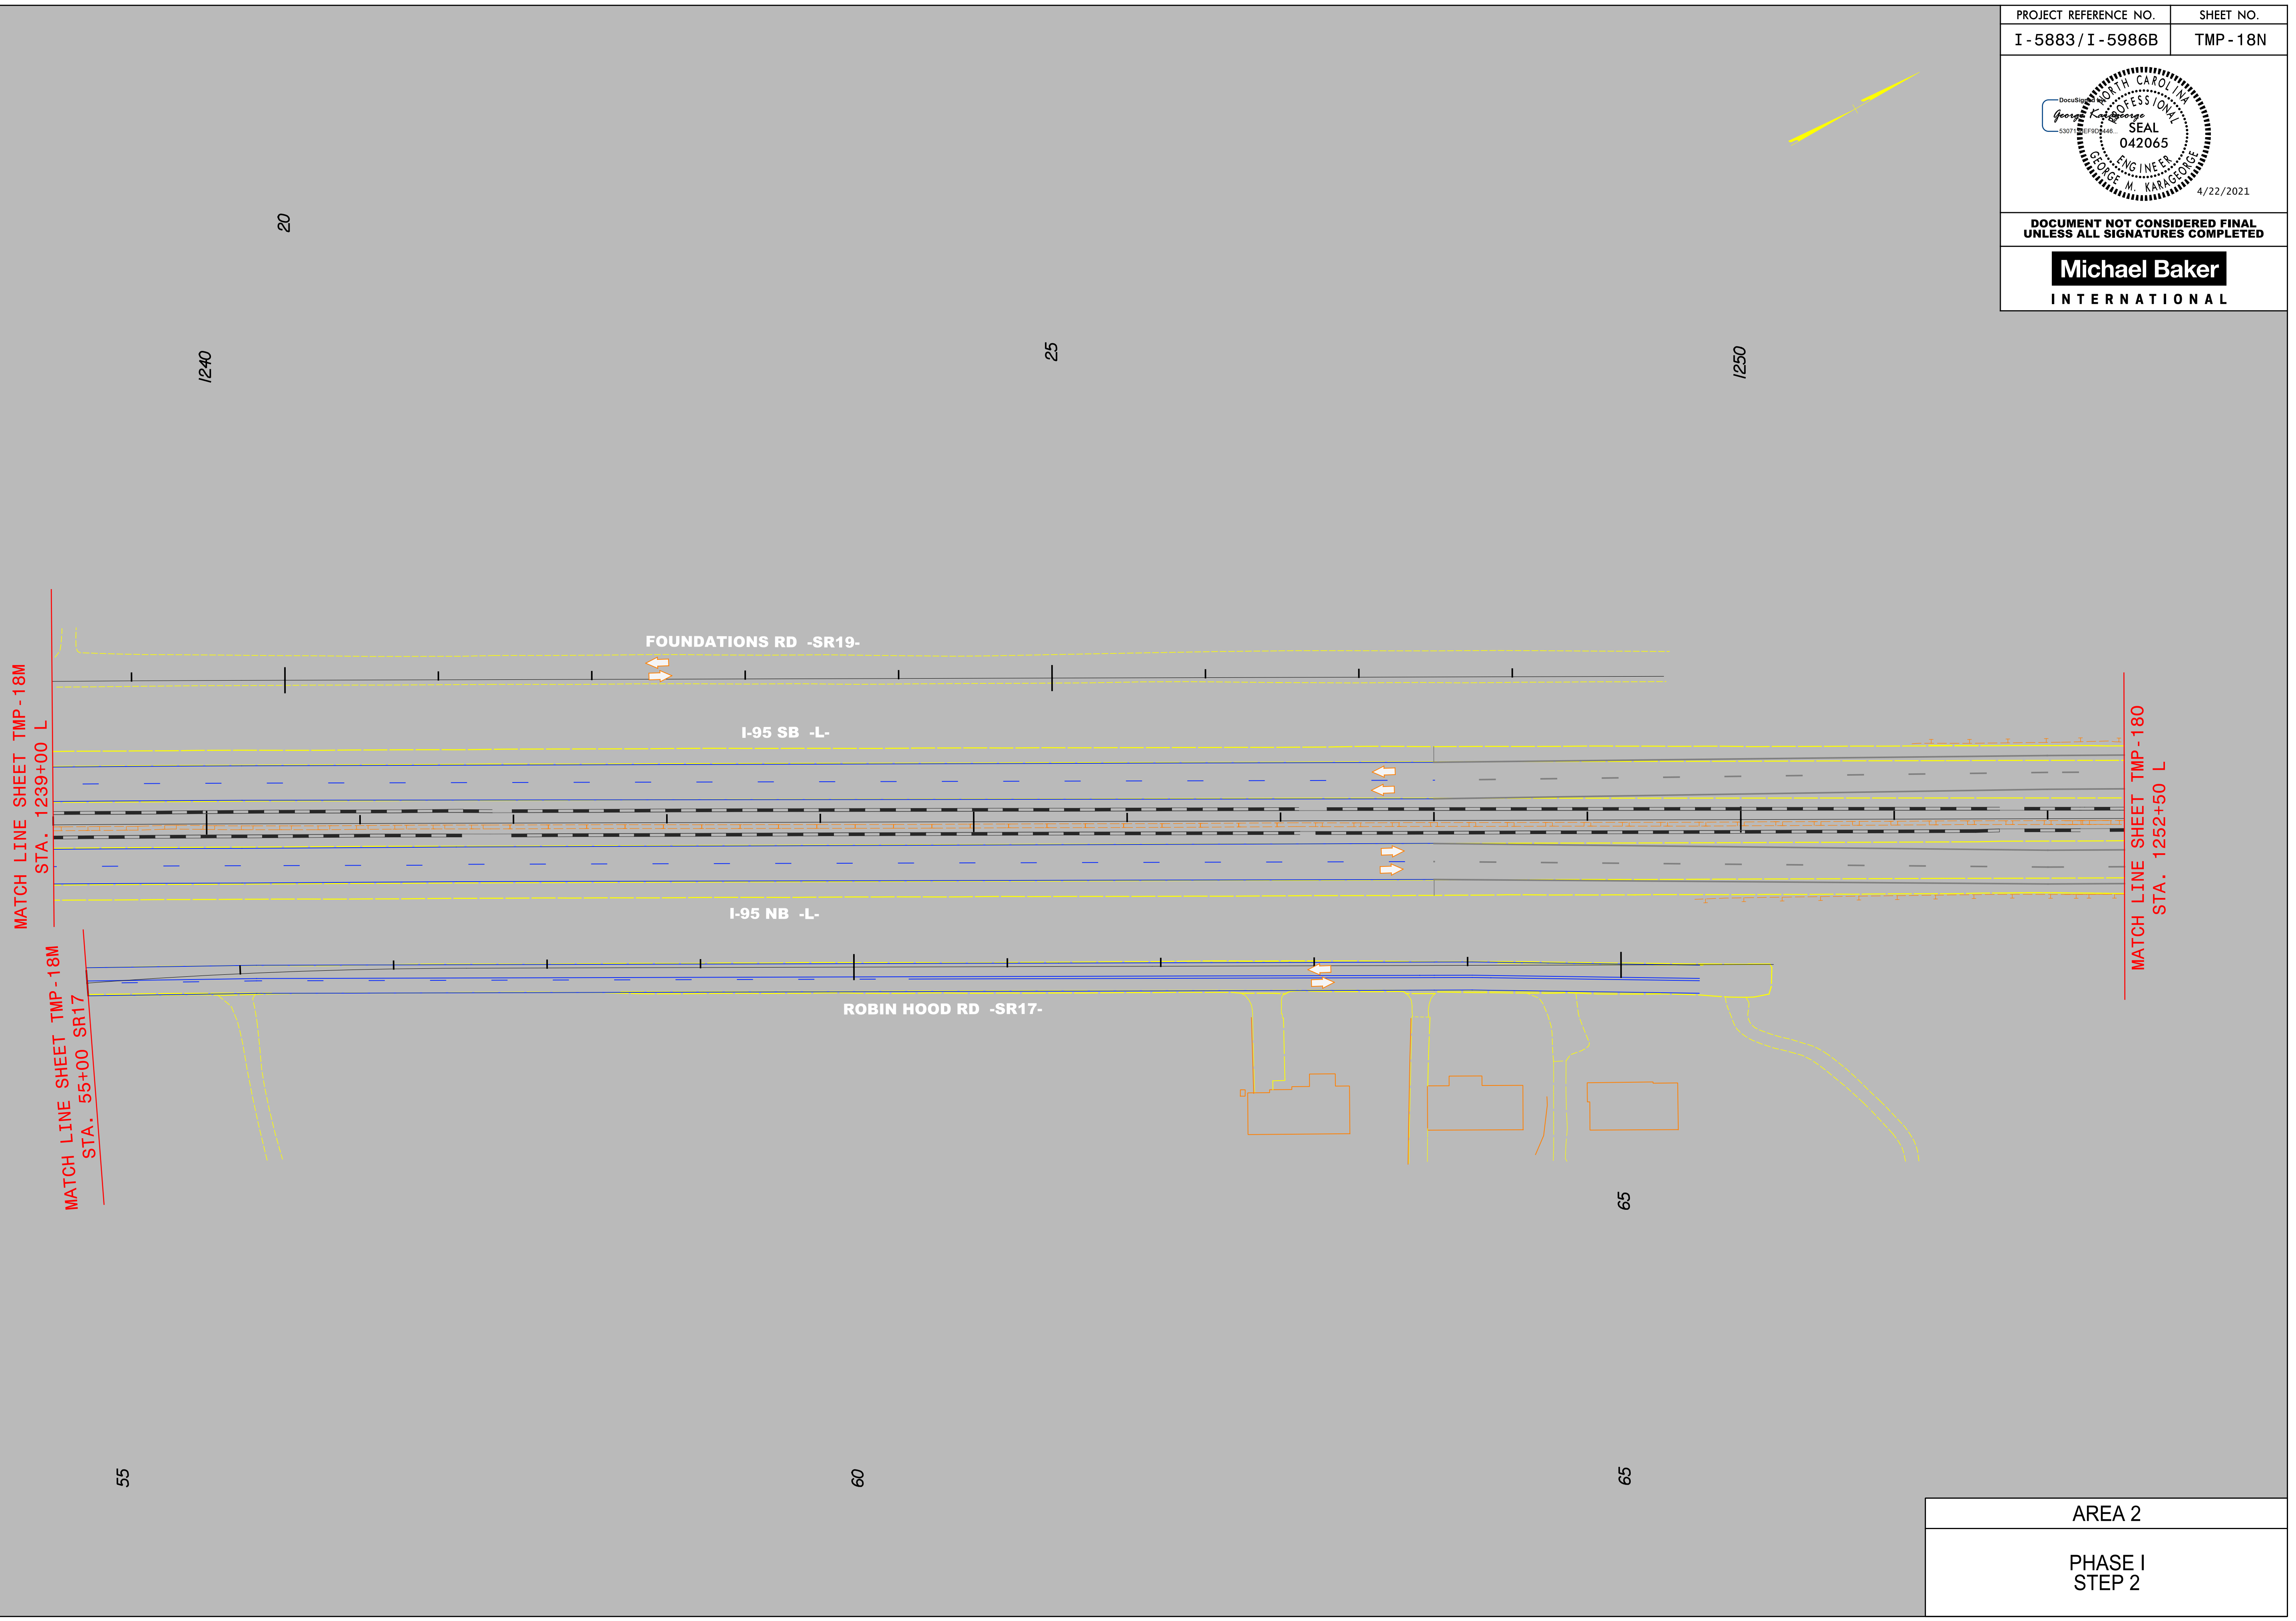 PROJECT REFERENCE NO.
SHEET NO.
I-5883/I-5986B
TMP-18N
NORTH CAROLINA
PROFESSIONAL
SEAL
042065
ENGINEER
GEORGE M. KARAGEORGE
George Karageorge
4/22/2021
DOCUMENT NOT CONSIDERED FINAL
UNLESS ALL SIGNATURES COMPLETED
Michael Baker
INTERNATIONAL
20
1240
25
1250
MATCH LINE SHEET TMP-18M
STA. 1239+00 L
FOUNDATIONS RD -SR19-
I-95 SB -L-
I-95 NB -L-
MATCH LINE SHEET TMP-18O
STA. 1252+50 L
MATCH LINE SHEET TMP-18M
STA. 55+00 SR17
ROBIN HOOD RD -SR17-
65
55
60
65
AREA 2
PHASE I
STEP 2